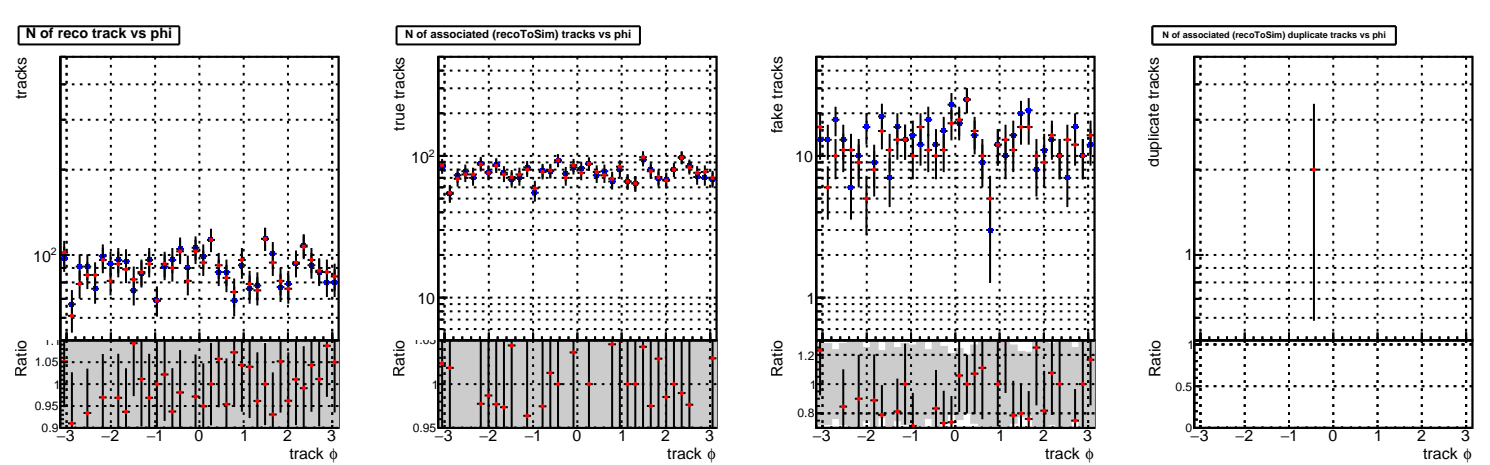 N of reco track vs phi
tracks
10²
Ratio
1.05
1
0.95
0.9
−3 −2 −1 0 1 2 3
track ϕ
N of associated (recoToSim) tracks vs phi
true tracks
10²
10
Ratio
1
0.95
−3 −2 −1 0 1 2 3
track ϕ
fake tracks
10
1
Ratio
1.2
1
0.8
−3 −2 −1 0 1 2 3
track ϕ
N of associated (recoToSim) duplicate tracks vs phi
duplicate tracks
1
Ratio
1
0.5
0
−3 −2 −1 0 1 2 3
track ϕ